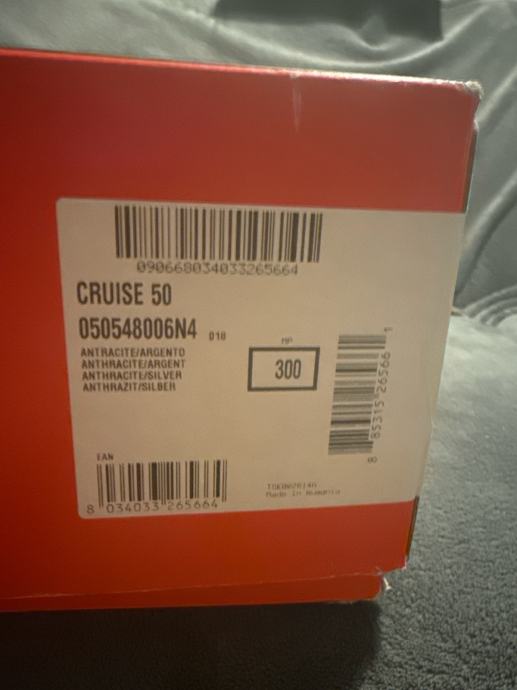 090668034033265664
CRUISE 50
050548006N4 010
ANTRACITE/ARGENTO
ANTHRACITE/ARGENT
ANTHRACITE/SILVER
ANTHRAZIT/SILBER
MP
300
EAN
8 034033 265664
Made in Romania